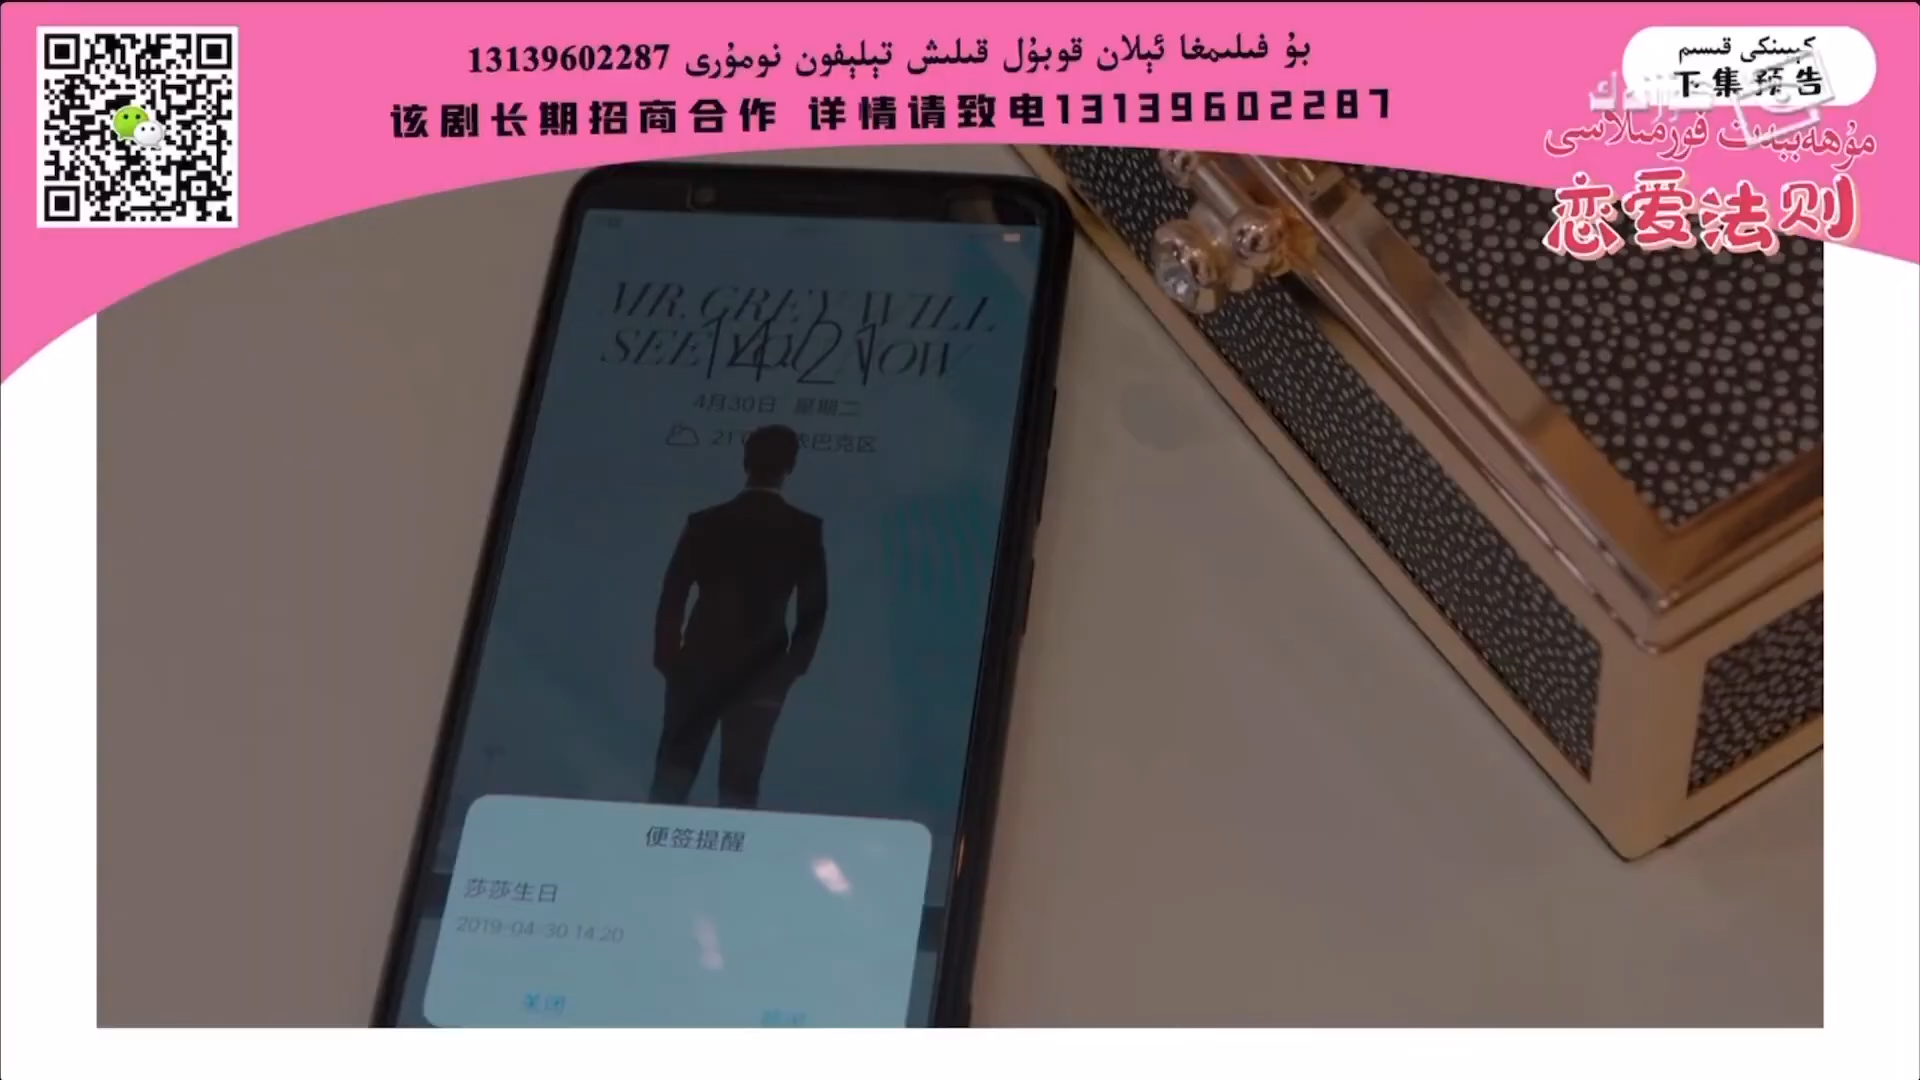 بۇ فىلىمغا ئېلان قوبۇل قىلىش تېلېفون نومۇرى 13139602287
该剧长期招商合作 详情请致电13139602287
كېيىنكى قىسىم
下集预告
مۇھەببەت فورمىلاسى
恋爱法则
MR. GREY WILL
SEE YOU NOW
14 21
4月30日 星期二
便签提醒
莎莎生日
2019-04-30 14:20
关闭